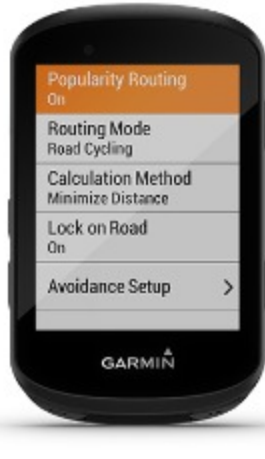 Popularity Routing
On
Routing Mode
Road Cycling
Calculation Method
Minimize Distance
Lock on Road
On
Avoidance Setup
GARMIN